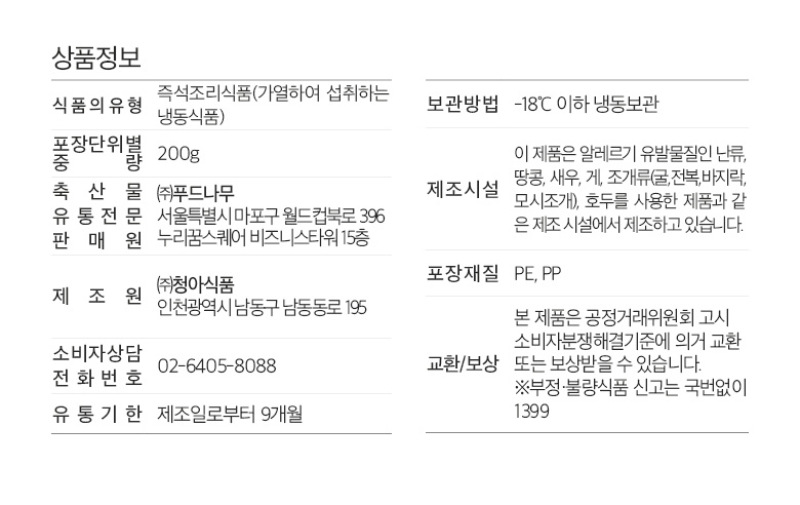 상품정보
식품의유형 즉석조리식품(가열하여 섭취하는
냉동식품)
포장단위별
중량 200g
축산물
유통전문
판매원
㈜푸드나무
서울특별시 마포구 월드컵북로 396
누리꿈스퀘어 비즈니스타워 15층
제조원
㈜청아식품
인천광역시 남동구 남동동로 195
소비자상담
전화번호 02-6405-8088
유통기한 제조일로부터 9개월
보관방법 -18℃ 이하 냉동보관
제조시설
이 제품은 알레르기 유발물질인 난류,
땅콩, 새우, 게, 조개류(굴,전복,바지락,
모시조개), 호두를 사용한 제품과 같
은 제조 시설에서 제조하고 있습니다.
포장재질 PE, PP
교환/보상
본 제품은 공정거래위원회 고시
소비자분쟁해결기준에 의거 교환
또는 보상받을 수 있습니다.
※부정·불량식품 신고는 국번없이
1399